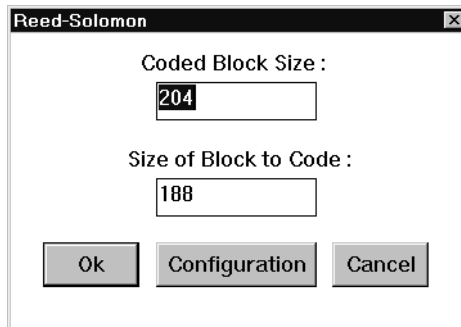 Reed-Solomon
Coded Block Size :
204
Size of Block to Code :
188
Ok Configuration Cancel